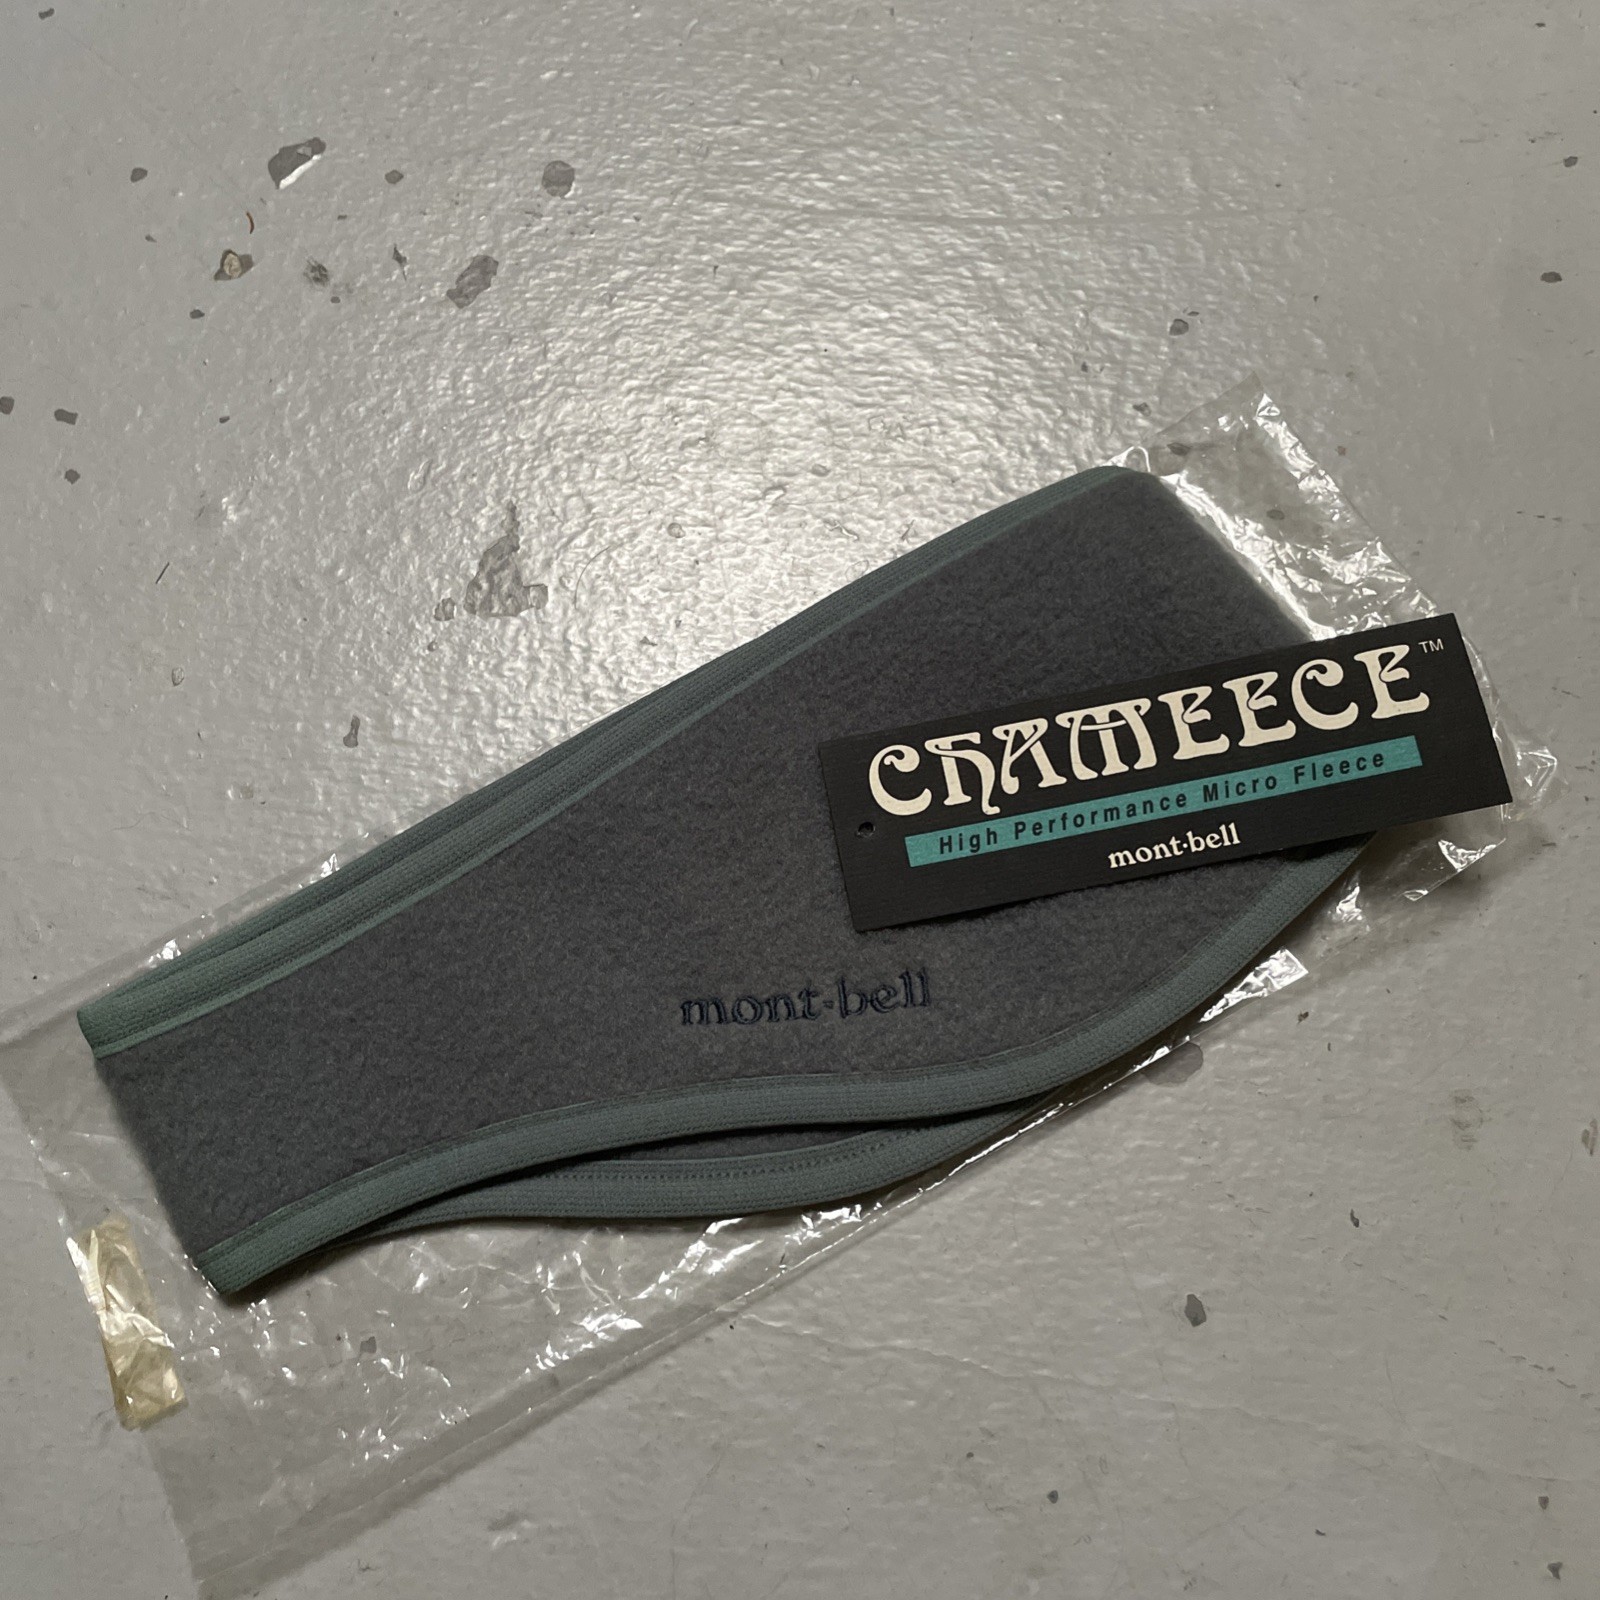 CHAMEECE™
High Performance Micro Fleece
mont·bell
mont·bell